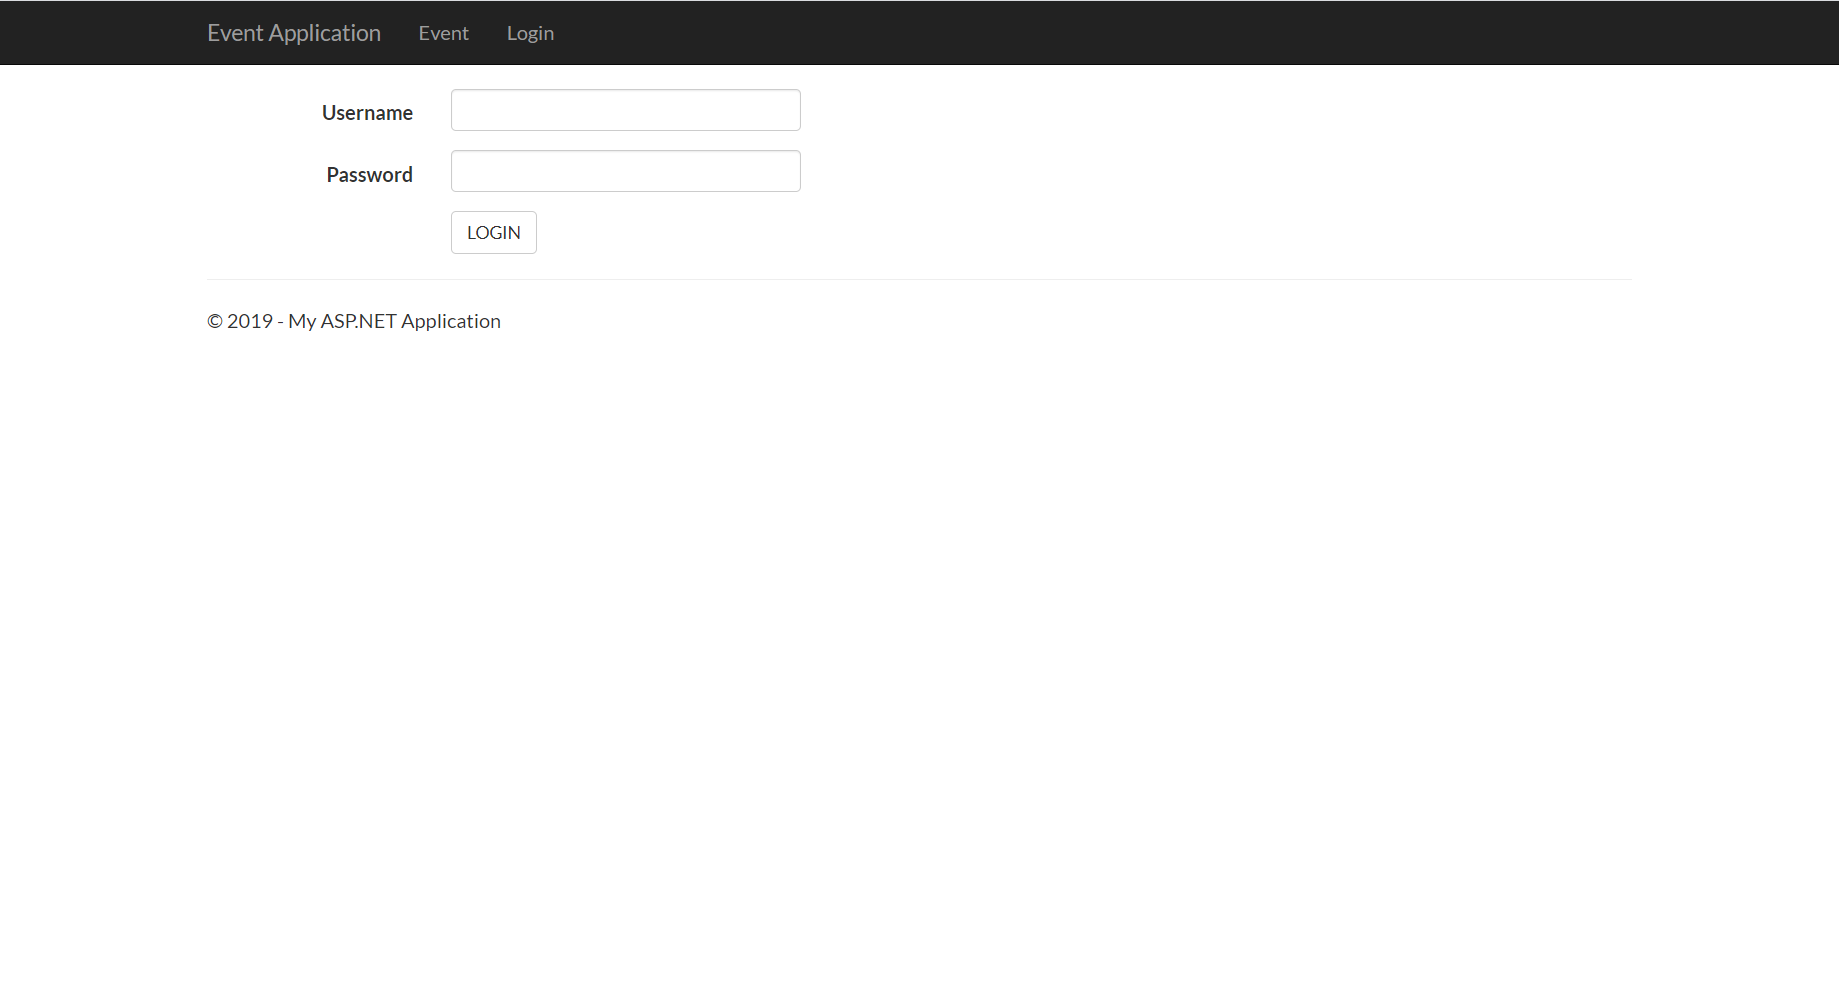 Event Application Event Login
Username
Password
LOGIN
© 2019 - My ASP.NET Application